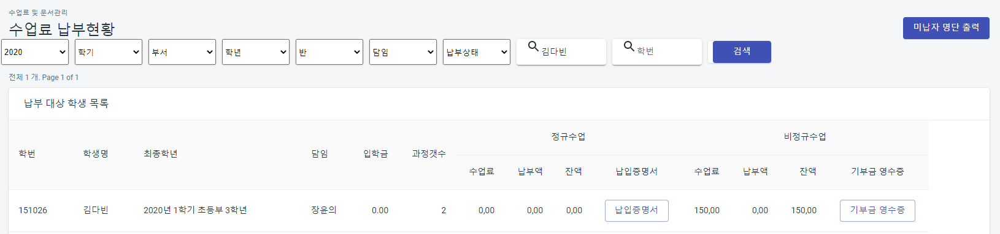 수업료 및 문서관리
수업료 납부현황
미납자 명단 출력
2020 학기 부서 학년 반 담임 납부상태 김다빈 학번 검색
전체 1 개. Page 1 of 1
납부 대상 학생 목록
정규수업 비정규수업
학번 학생명 최종학년 담임 입학금 과정갯수
수업료 납부액 잔액 납입증명서 수업료 납부액 잔액 기부금 영수증
151026 김다빈 2020년 1학기 초등부 3학년 장윤의 0.00 2 0,00 0,00 0,00 납입증명서 150,00 0,00 150,00 기부금 영수증